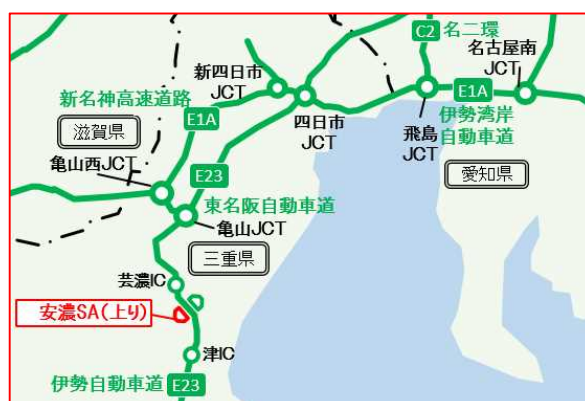 C2
名二環
名古屋南
JCT
新四日市
JCT
新名神高速道路
E1A
E1A
伊勢湾岸
自動車道
滋賀県
四日市
JCT
飛島
JCT
亀山西JCT
E23
愛知県
東名阪自動車道
亀山JCT
三重県
芸濃IC
安濃SA(上り)
津IC
伊勢自動車道
E23